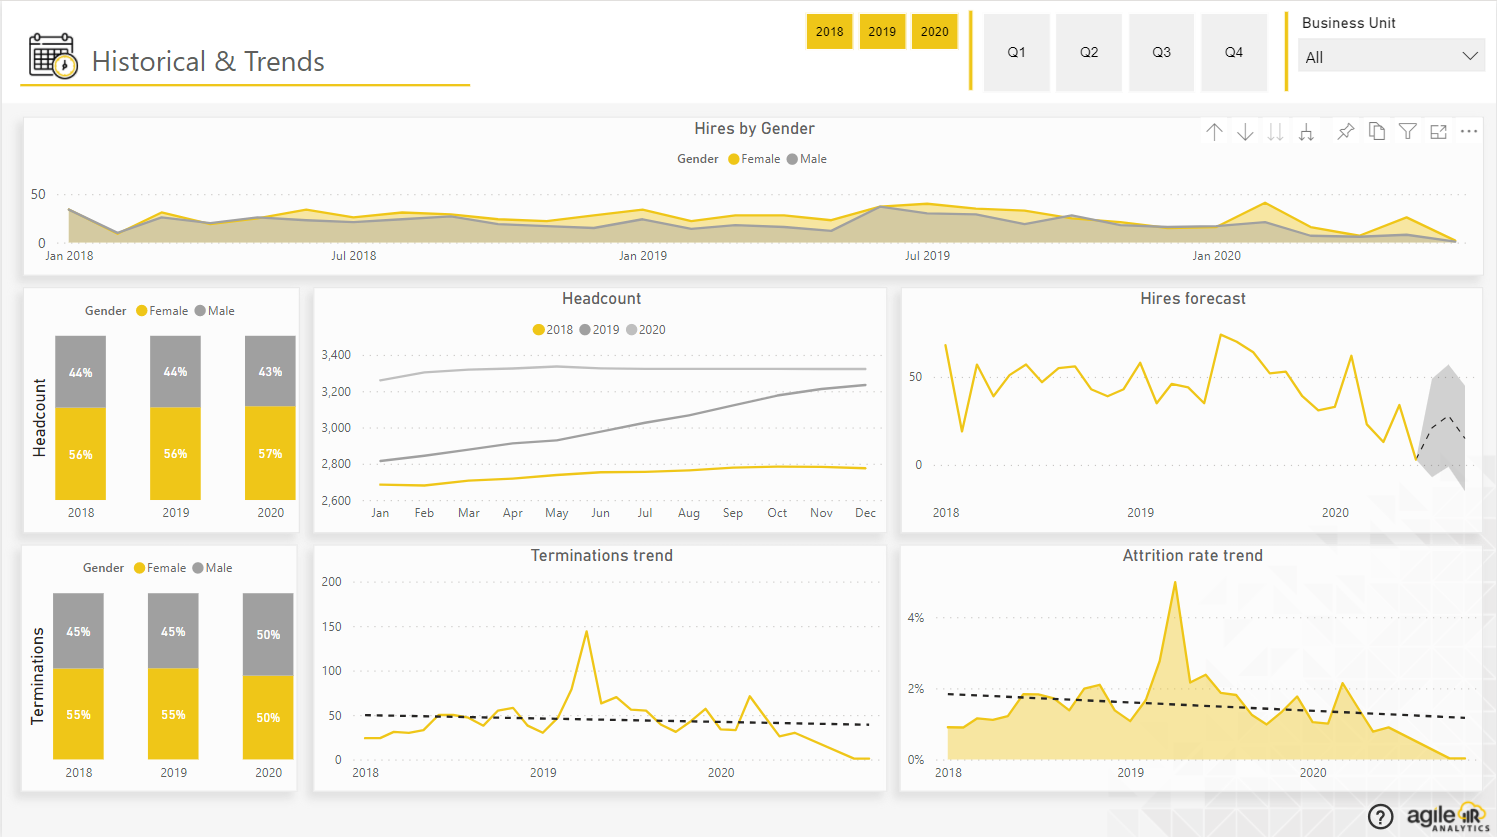 Historical & Trends
2018 2019 2020
Q1 Q2 Q3 Q4
Business Unit
All
Hires by Gender
Gender Female Male
50
0
Jan 2018 Jul 2018 Jan 2019 Jul 2019 Jan 2020
Gender Female Male
Headcount
44% 44% 43%
56% 56% 57%
2018 2019 2020
Headcount
2018 2019 2020
3,400
3,200
3,000
2,800
2,600
Jan Feb Mar Apr May Jun Jul Aug Sep Oct Nov Dec
Hires forecast
50
0
2018 2019 2020
Gender Female Male
Terminations
45% 45% 50%
55% 55% 50%
2018 2019 2020
Terminations trend
200
150
100
50
0
2018 2019 2020
Attrition rate trend
4%
2%
0%
2018 2019 2020
?
agile HR
ANALYTICS